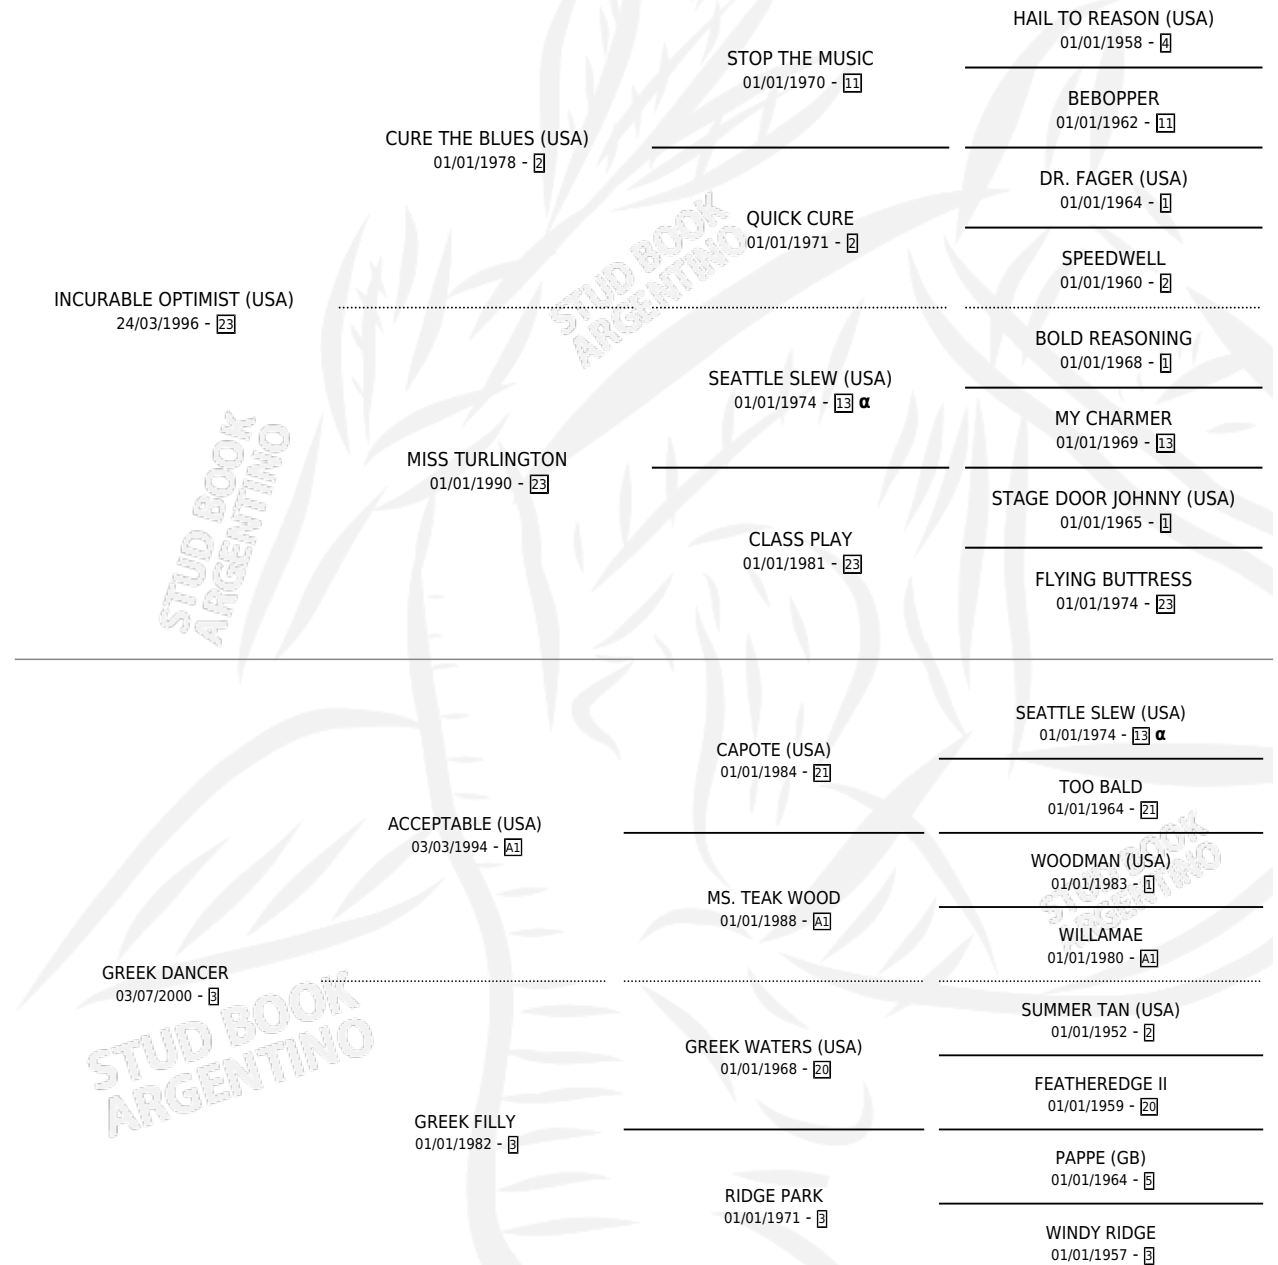 HAIL TO REASON (USA)
01/01/1958 - 4
STOP THE MUSIC
01/01/1970 - 11
BEBOPPER
01/01/1962 - 11
CURE THE BLUES (USA)
01/01/1978 - 2
DR. FAGER (USA)
01/01/1964 - 1
QUICK CURE
01/01/1971 - 2
SPEEDWELL
01/01/1960 - 2
INCURABLE OPTIMIST (USA)
24/03/1996 - 23
BOLD REASONING
01/01/1968 - 1
SEATTLE SLEW (USA)
01/01/1974 - 13 α
MY CHARMER
01/01/1969 - 13
MISS TURLINGTON
01/01/1990 - 23
STAGE DOOR JOHNNY (USA)
01/01/1965 - 1
CLASS PLAY
01/01/1981 - 23
FLYING BUTTRESS
01/01/1974 - 23
SEATTLE SLEW (USA)
01/01/1974 - 13 α
CAPOTE (USA)
01/01/1984 - 21
TOO BALD
01/01/1964 - 21
ACCEPTABLE (USA)
03/03/1994 - A1
WOODMAN (USA)
01/01/1983 - 1
MS. TEAK WOOD
01/01/1988 - A1
WILLAMAE
01/01/1980 - A1
GREEK DANCER
03/07/2000 - 3
SUMMER TAN (USA)
01/01/1952 - 2
GREEK WATERS (USA)
01/01/1968 - 20
FEATHEREDGE II
01/01/1959 - 20
GREEK FILLY
01/01/1982 - 3
PAPPE (GB)
01/01/1964 - 5
RIDGE PARK
01/01/1971 - 3
WINDY RIDGE
01/01/1957 - 3
STUD BOOK
ARGENTINO
STUD BOOK
ARGENTINO
STUD BOOK
ARGENTINO
STUD BOOK
ARGENTINO